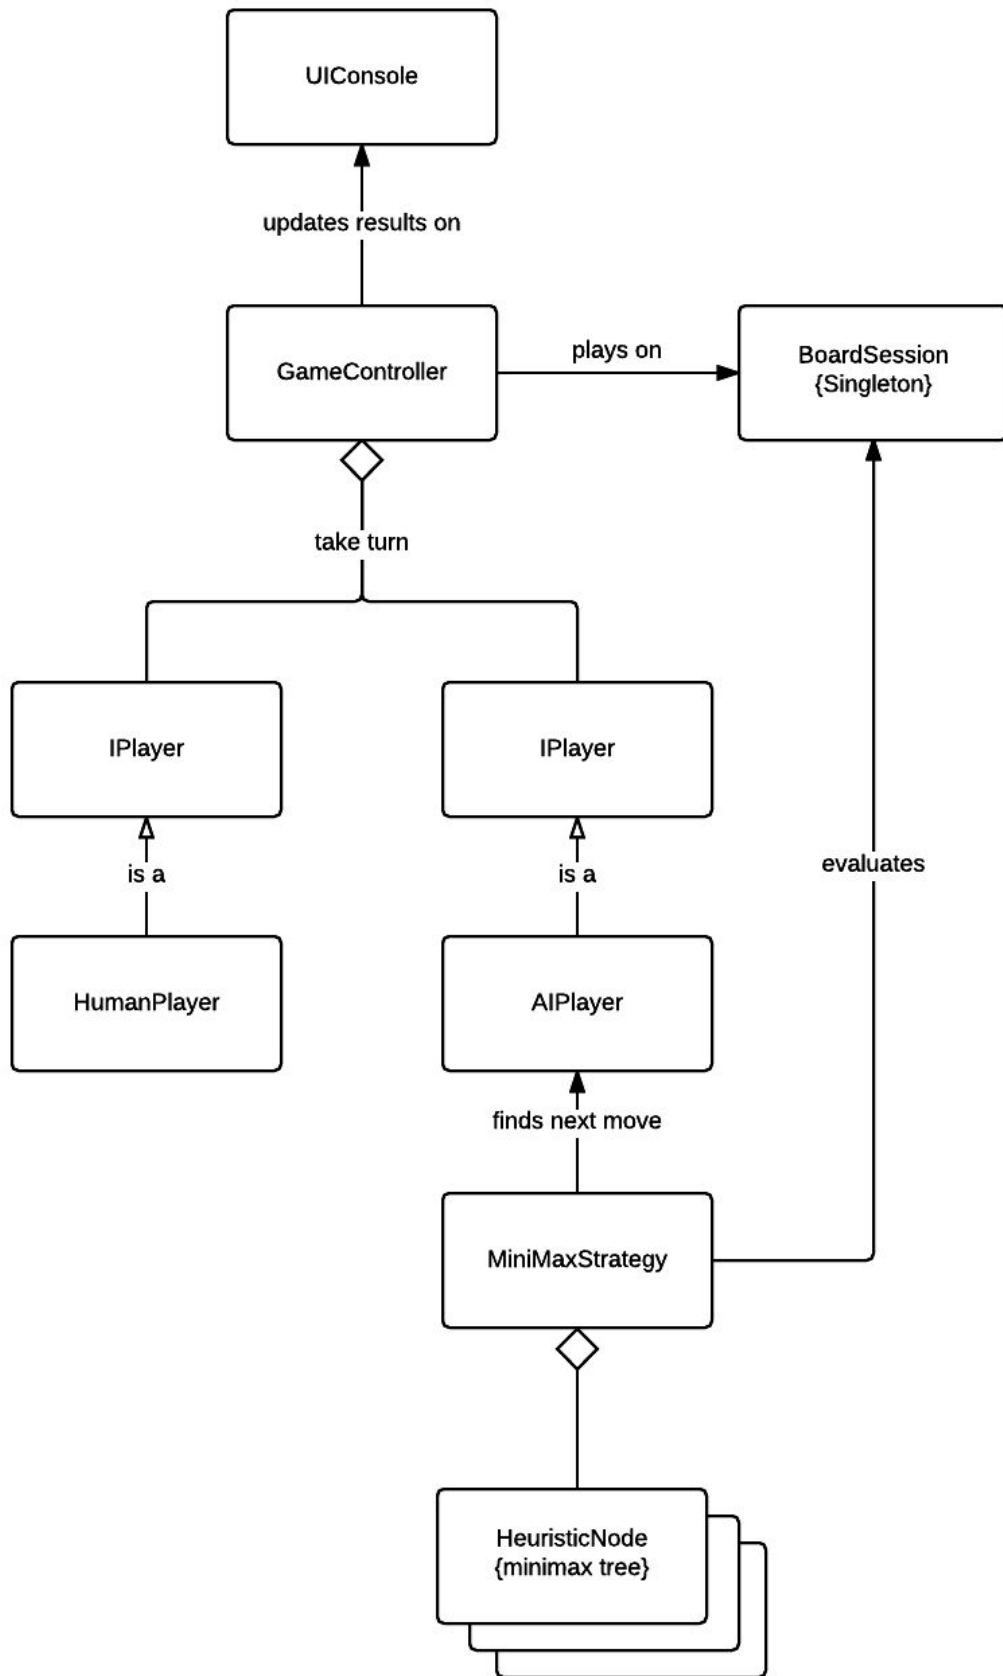 UIConsole
updates results on
GameController
plays on
BoardSession
{Singleton}
take turn
IPlayer
IPlayer
is a
is a
evaluates
HumanPlayer
AIPlayer
finds next move
MiniMaxStrategy
HeuristicNode
{minimax tree}